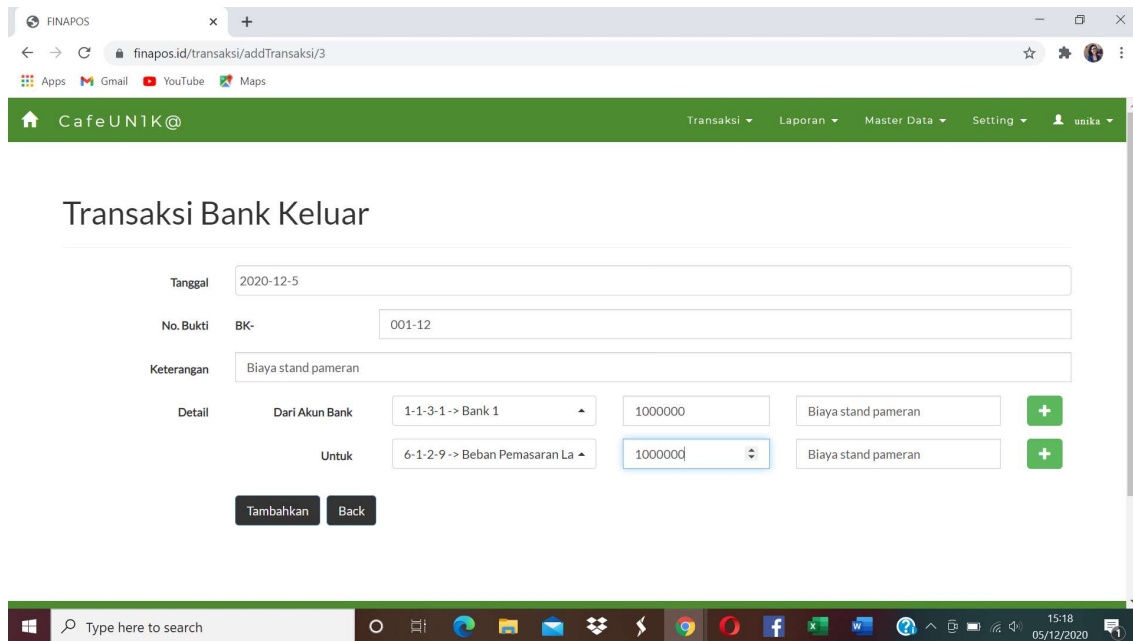 FINAPOS
finapos.id/transaksi/addTransaksi/3
Apps Gmail YouTube Maps
CafeUN1K@ Transaksi Laporan Master Data Setting unika
Transaksi Bank Keluar
Tanggal 2020-12-5
No. Bukti BK- 001-12
Keterangan Biaya stand pameran
Detail Dari Akun Bank 1-1-3-1 -> Bank 1 1000000 Biaya stand pameran +
Untuk 6-1-2-9 -> Beban Pemasaran La 1000000 Biaya stand pameran +
Tambahkan Back
Type here to search
15:18
05/12/2020